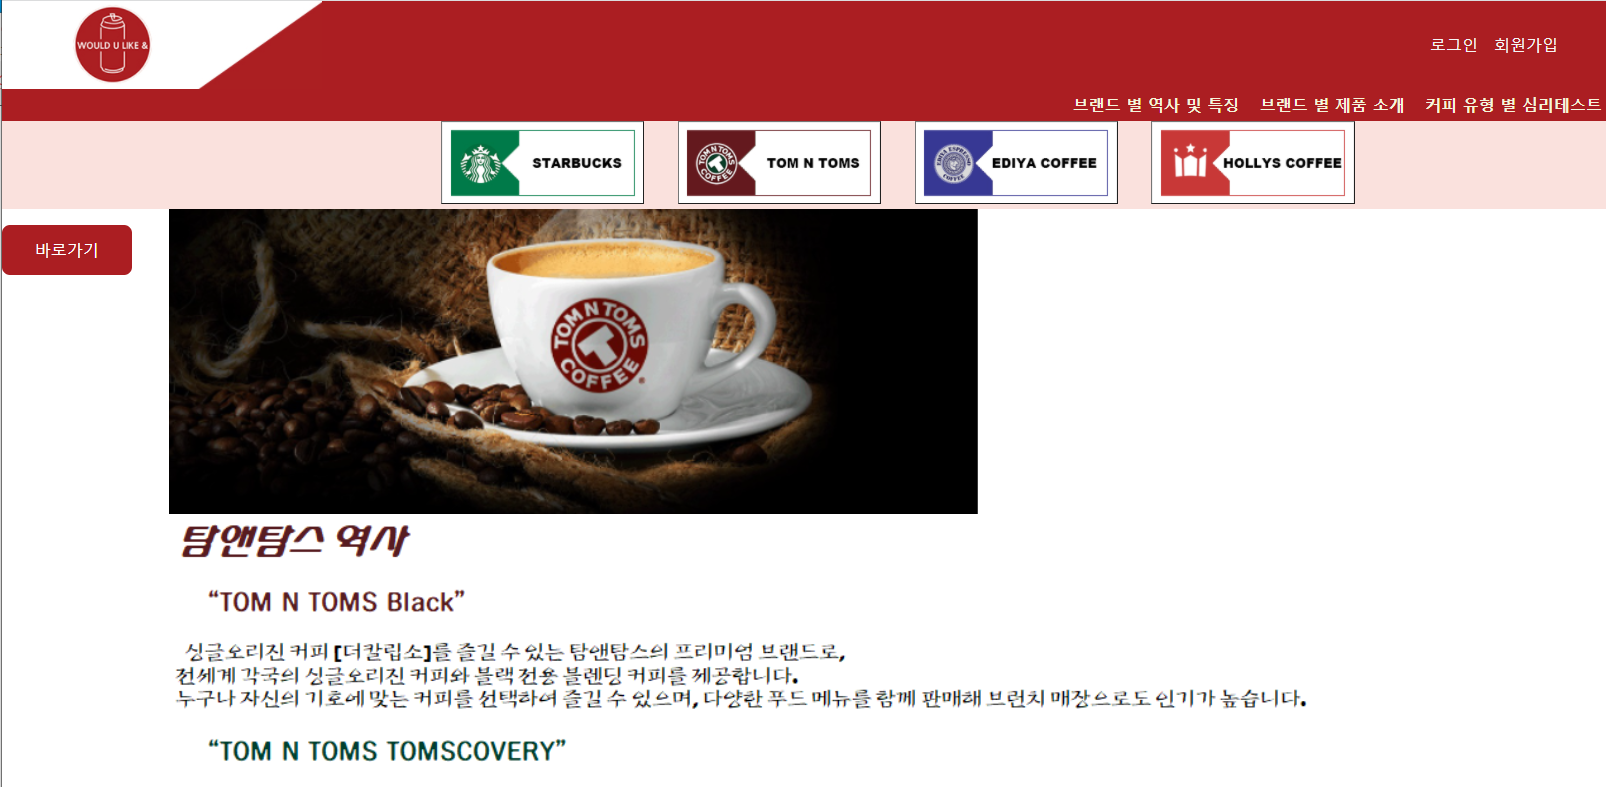 WOULD U LIKE &
로그인 회원가입
브랜드 별 역사 및 특징 브랜드 별 제품 소개 커피 유형 별 심리테스트
STARBUCKS
TOM N TOMS COFFEE
TOM N TOMS
EDIYA ESPRESSO COFFEE
EDIYA COFFEE
HOLLYS COFFEE
바로가기
TOM N TOMS COFFEE
탐앤탐스 역사
“TOM N TOMS Black”
싱글오리진 커피 [더칼립소]를 즐길 수 있는 탐앤탐스의 프리미엄 브랜드로,
전세계 각국의 싱글오리진 커피와 블랙 전용 블렌딩 커피를 제공합니다.
누구나 자신의 기호에 맞는 커피를 선택하여 즐길 수 있으며, 다양한 푸드 메뉴를 함께 판매해 브런치 매장으로도 인기가 높습니다.
“TOM N TOMS TOMSCOVERY”